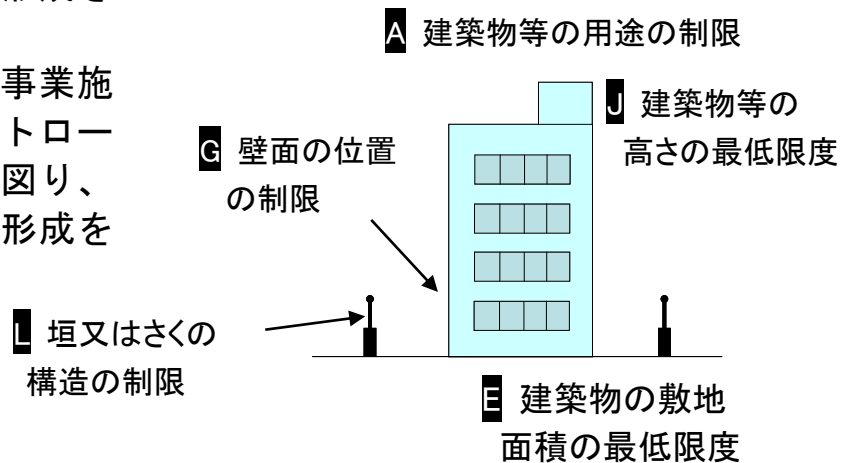 A 建築物等の用途の制限
事業施
トロー
図り、
形成を
J 建築物等の
高さの最低限度
G 壁面の位置
の制限
L 垣又はさくの
構造の制限
E 建築物の敷地
面積の最低限度